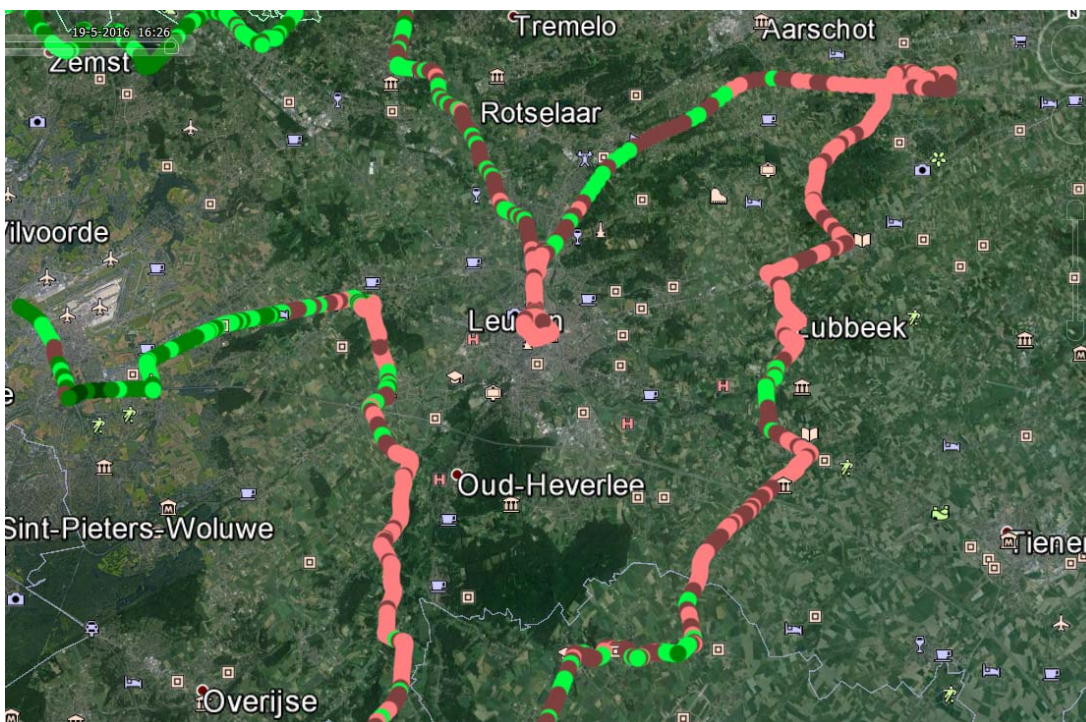 Tremelo
Aarschot
19-5-2016 16:26
Zemst
Rotselaar
Vilvoorde
Lubbeek
Oud-Heverlee
Sint-Pieters-Woluwe
Overijse
N